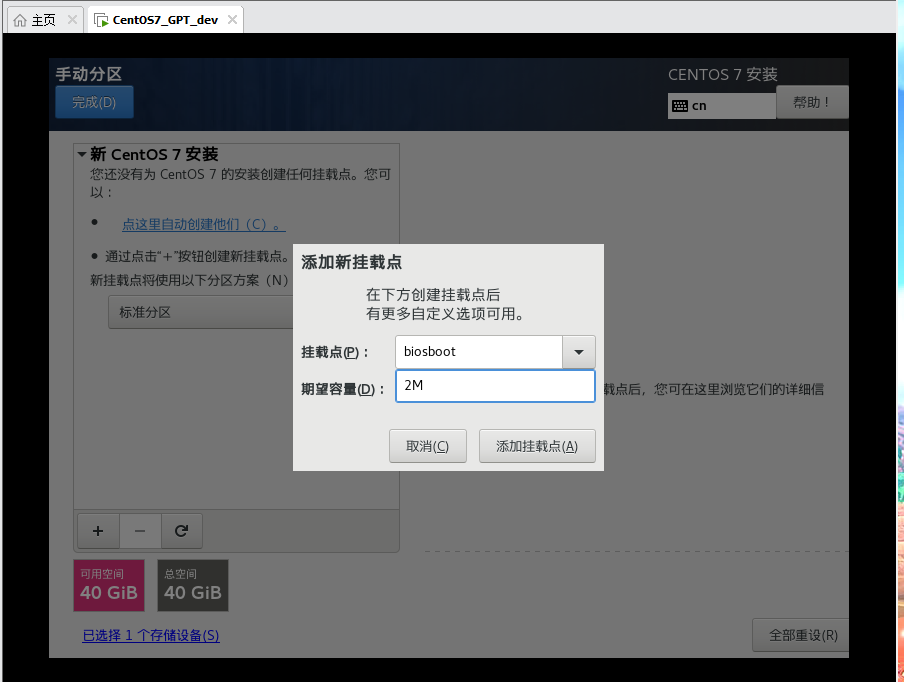 主页
CentOS7_GPT_dev
手动分区
完成(D)
CENTOS 7 安装
cn
帮助！
新 CentOS 7 安装
您还没有为 CentOS 7 的安装创建任何挂载点。您可
以：
点这里自动创建他们（C）。
通过点击“+”按钮创建新挂载点。
新挂载点将使用以下分区方案（N）
标准分区
添加新挂载点
在下方创建挂载点后
有更多自定义选项可用。
挂载点(P)：
biosboot
期望容量(D)：
2M
取消(C)
添加挂载点(A)
载点后，您可在这里浏览它们的详细信
+
−
可用空间
40 GiB
总空间
40 GiB
已选择 1 个存储设备(S)
全部重设(R)